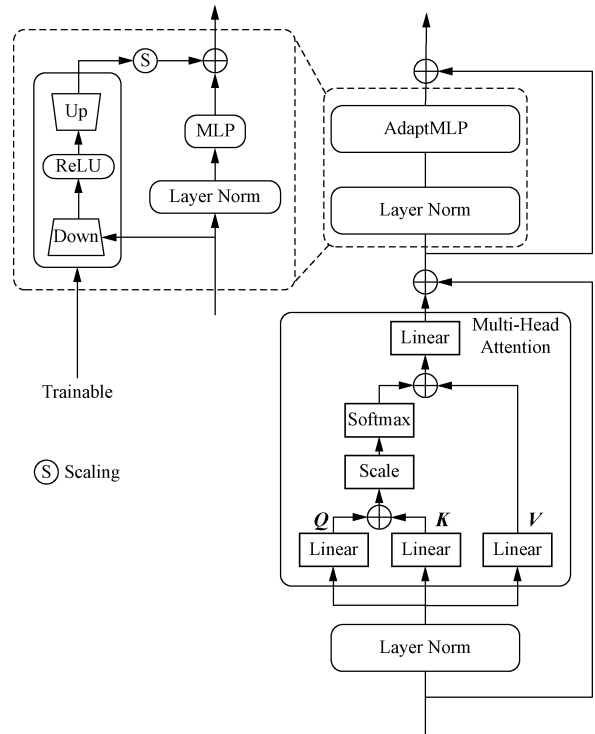 S
Up
MLP
ReLU
Layer Norm
Down
Trainable
S Scaling
AdaptMLP
Layer Norm
Multi-Head
Attention
Linear
Softmax
Scale
Q K V
Linear Linear Linear
Layer Norm